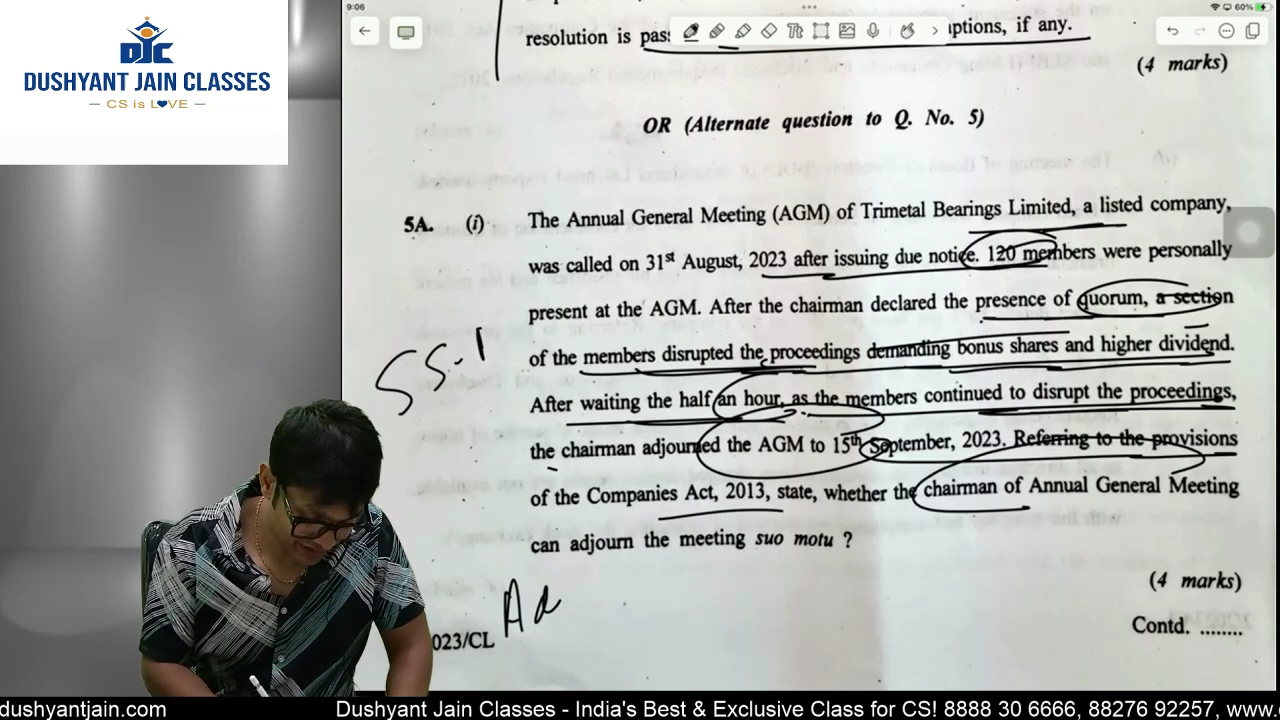 9:06
60%
DJC
DUSHYANT JAIN CLASSES
— CS is LOVE —
resolution is pas
ptions, if any.
(4 marks)
OR (Alternate question to Q. No. 5)
5A. (i) The Annual General Meeting (AGM) of Trimetal Bearings Limited, a listed company,
was called on 31st August, 2023 after issuing due notice. 120 members were personally
present at the AGM. After the chairman declared the presence of quorum, a section
of the members disrupted the proceedings demanding bonus shares and higher dividend.
After waiting the half an hour, as the members continued to disrupt the proceedings,
the chairman adjourned the AGM to 15th September, 2023. Referring to the provisions
of the Companies Act, 2013, state, whether the chairman of Annual General Meeting
can adjourn the meeting suo motu ?
SS-1
(4 marks)
Ad
023/CL
Contd. ........
dushyantjain.com
Dushyant Jain Classes - India's Best & Exclusive Class for CS! 8888 30 6666, 88276 92257, www.